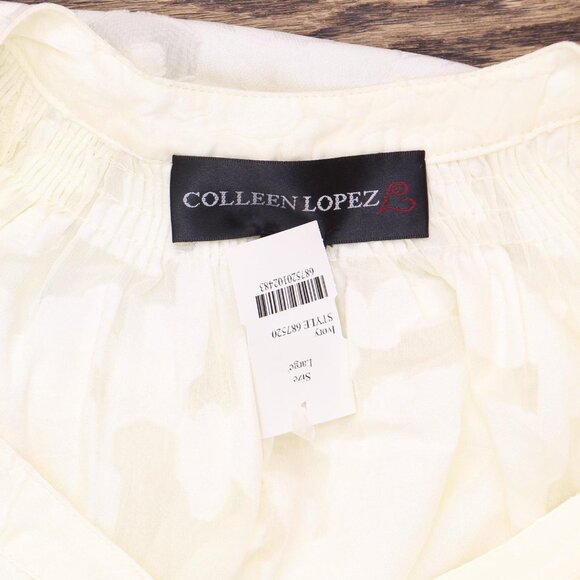 COLLEEN LOPEZ
Size
Large
Ivory
STYLE 687520
687520102483